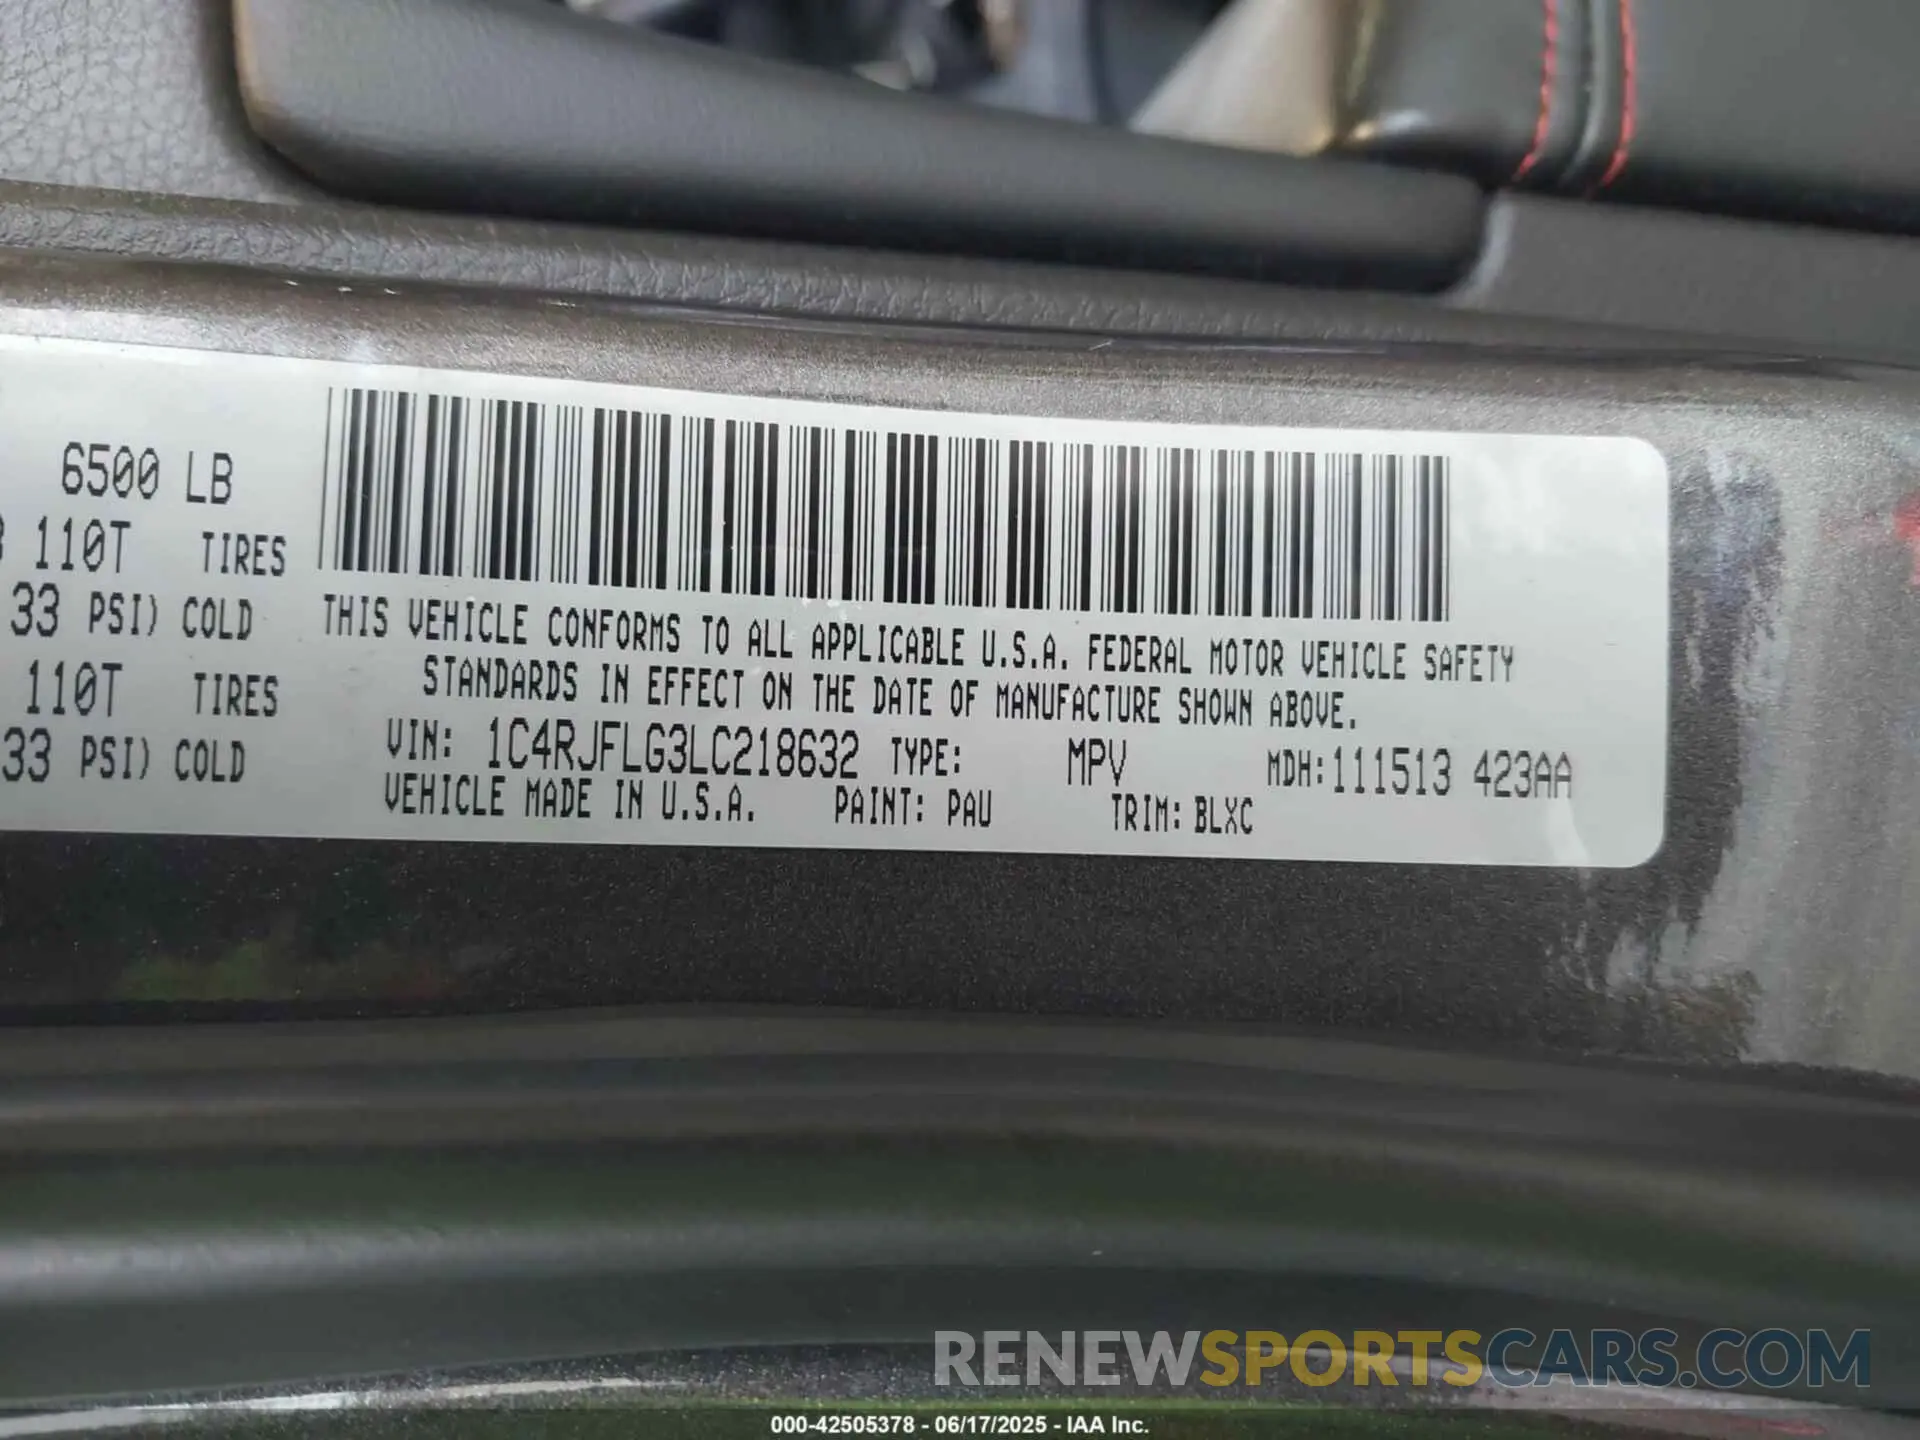 6500 LB
110T TIRES
33 PSI) COLD
110T TIRES
33 PSI) COLD
THIS VEHICLE CONFORMS TO ALL APPLICABLE U.S.A. FEDERAL MOTOR VEHICLE SAFETY
STANDARDS IN EFFECT ON THE DATE OF MANUFACTURE SHOWN ABOVE.
VIN: 1C4RJFLG3LC218632 TYPE: MPV MDH:111513 423AA
VEHICLE MADE IN U.S.A. PAINT: PAU TRIM: BLXC
RENEWSPORTSCARS.COM
000-42505378 - 06/17/2025 - IAA Inc.